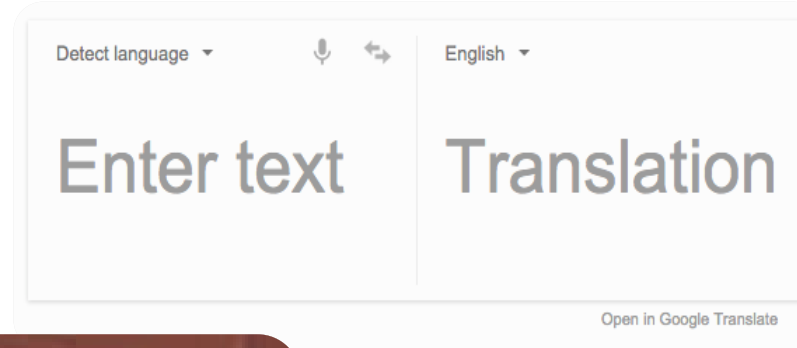 Detect language
English
Enter text
Translation
Open in Google Translate